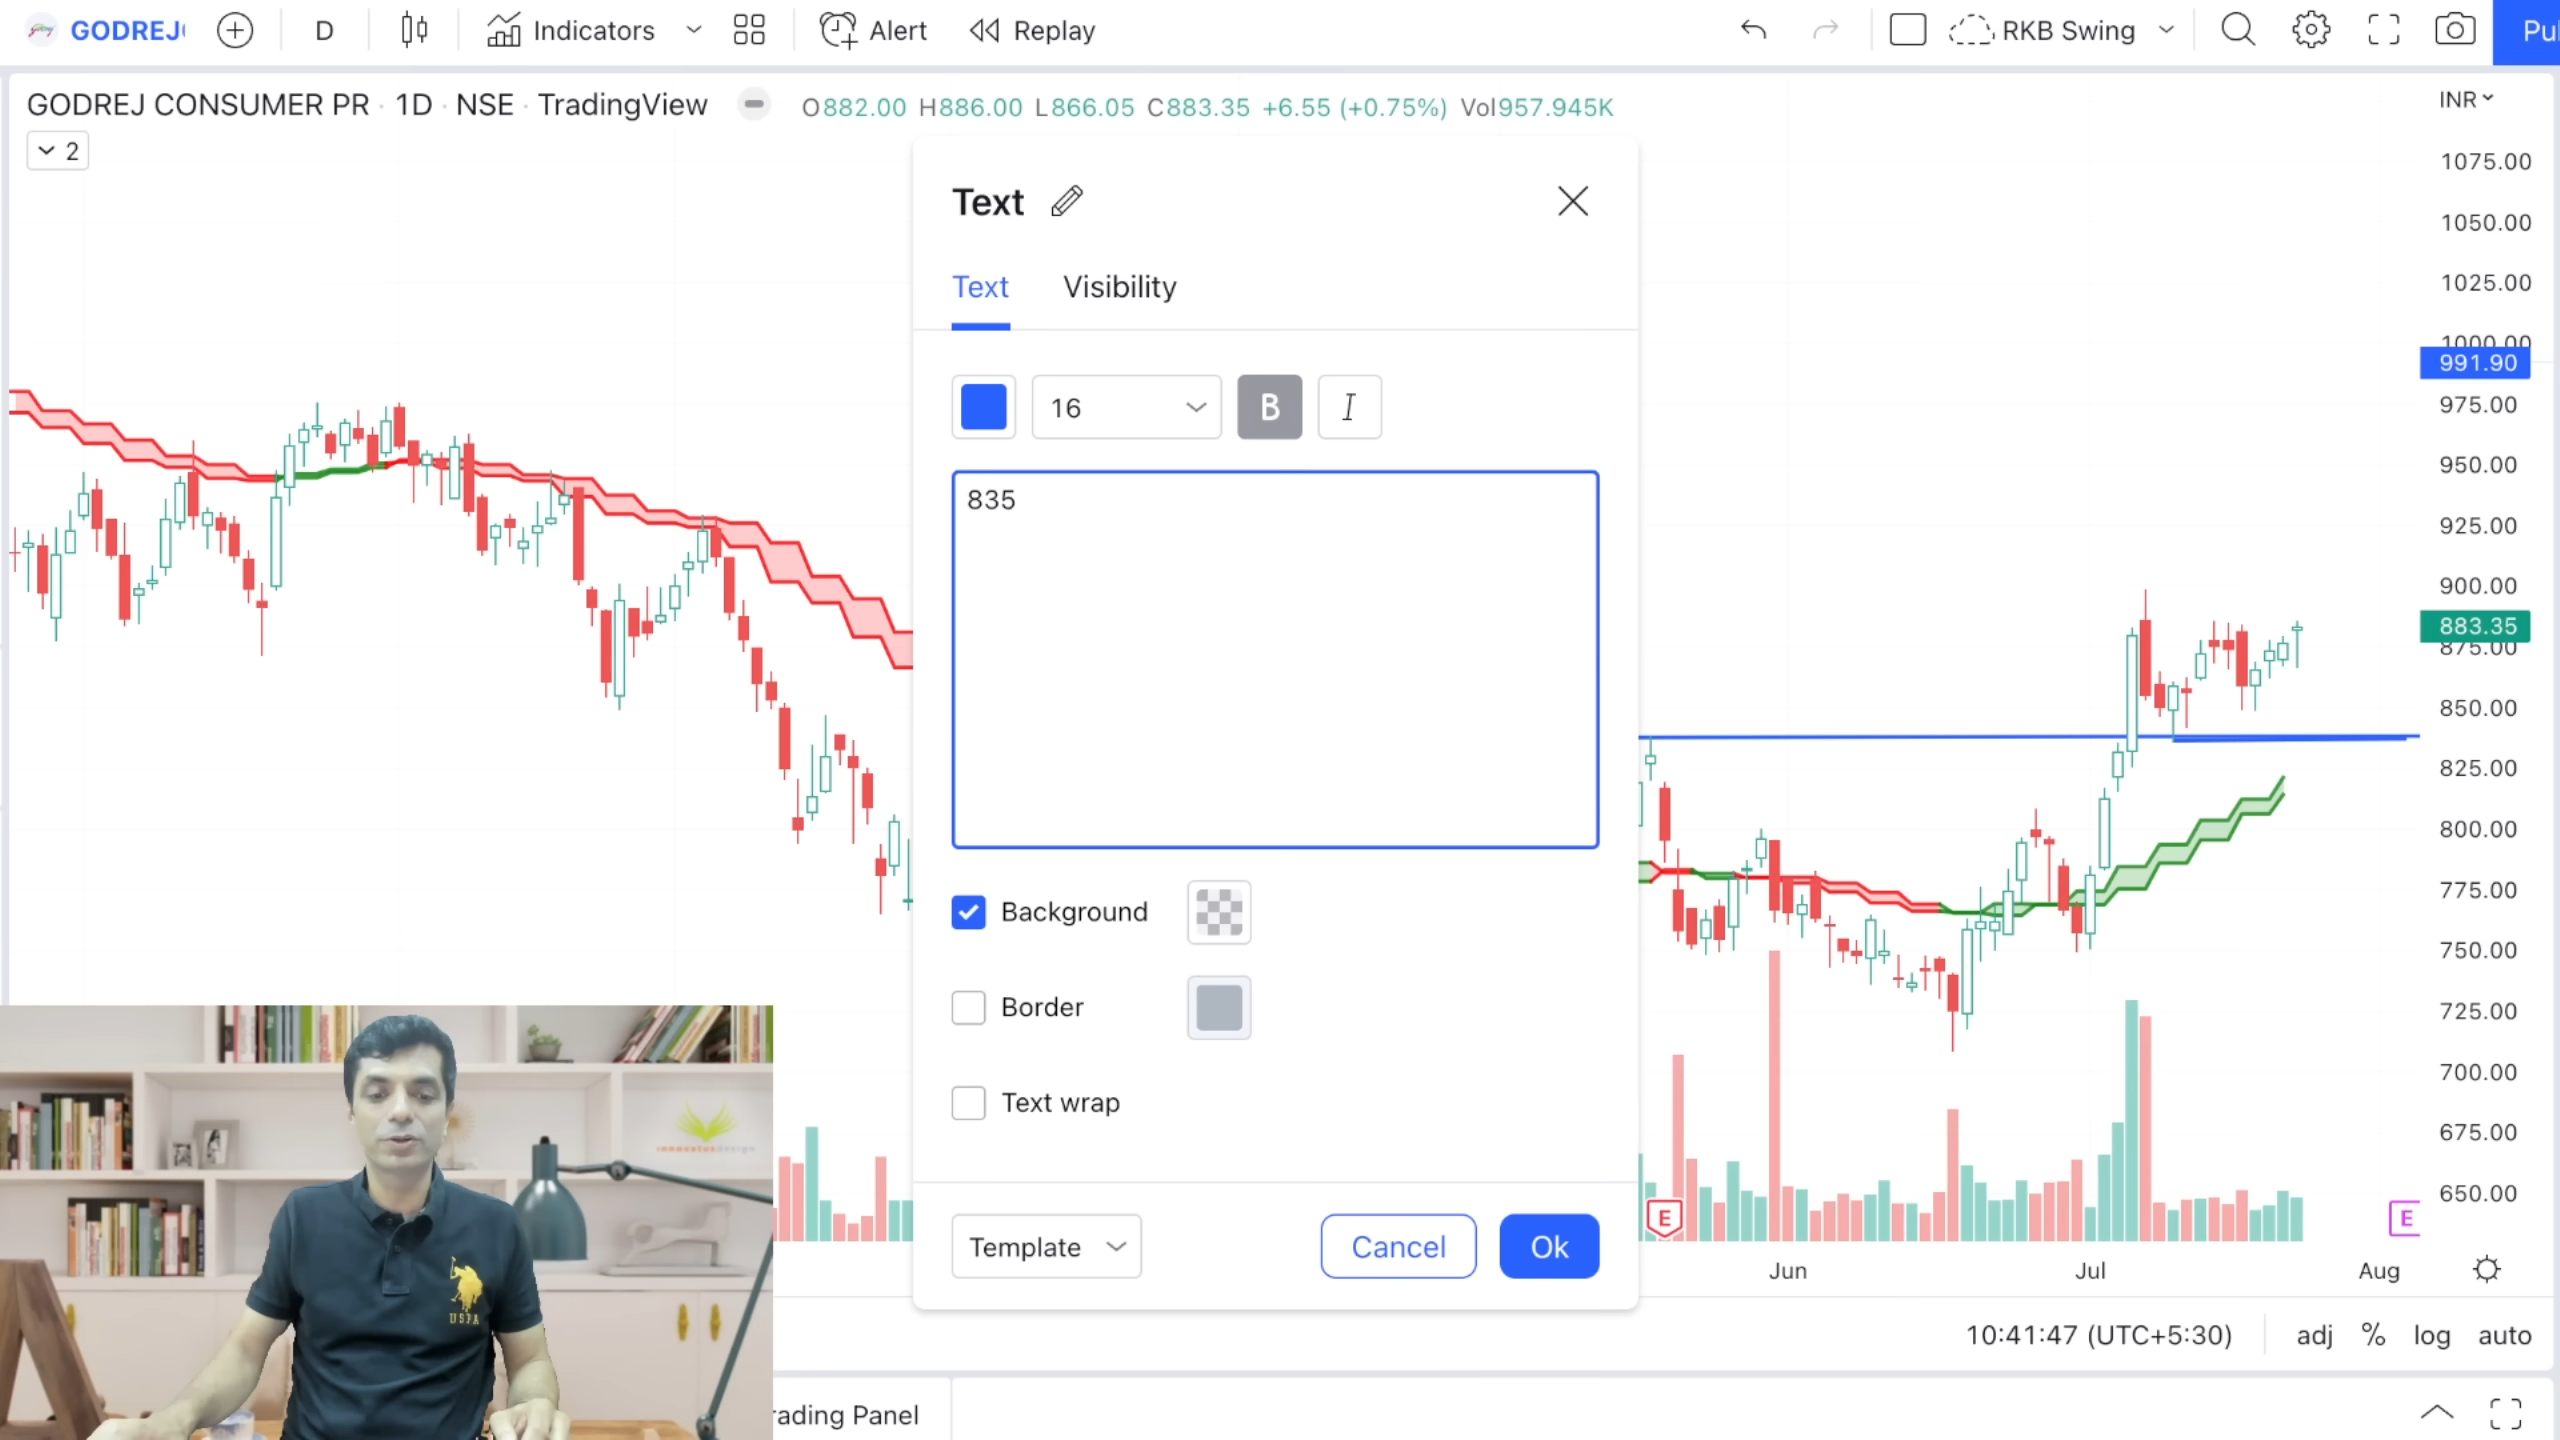 GODREJ
D
Indicators
Alert
Replay
RKB Swing
Pu
GODREJ CONSUMER PR · 1D · NSE · TradingView
O882.00 H886.00 L866.05 C883.35 +6.55 (+0.75%) Vol957.945K
INR
2
1075.00
1050.00
1025.00
1000.00
991.90
975.00
950.00
925.00
900.00
883.35
875.00
850.00
825.00
800.00
775.00
750.00
725.00
700.00
675.00
650.00
Text
Text
Visibility
16
B
I
835
Background
Border
Text wrap
Template
Cancel
Ok
E
E
Jun
Jul
Aug
10:41:47 (UTC+5:30)
adj
%
log
auto
rading Panel
USPA